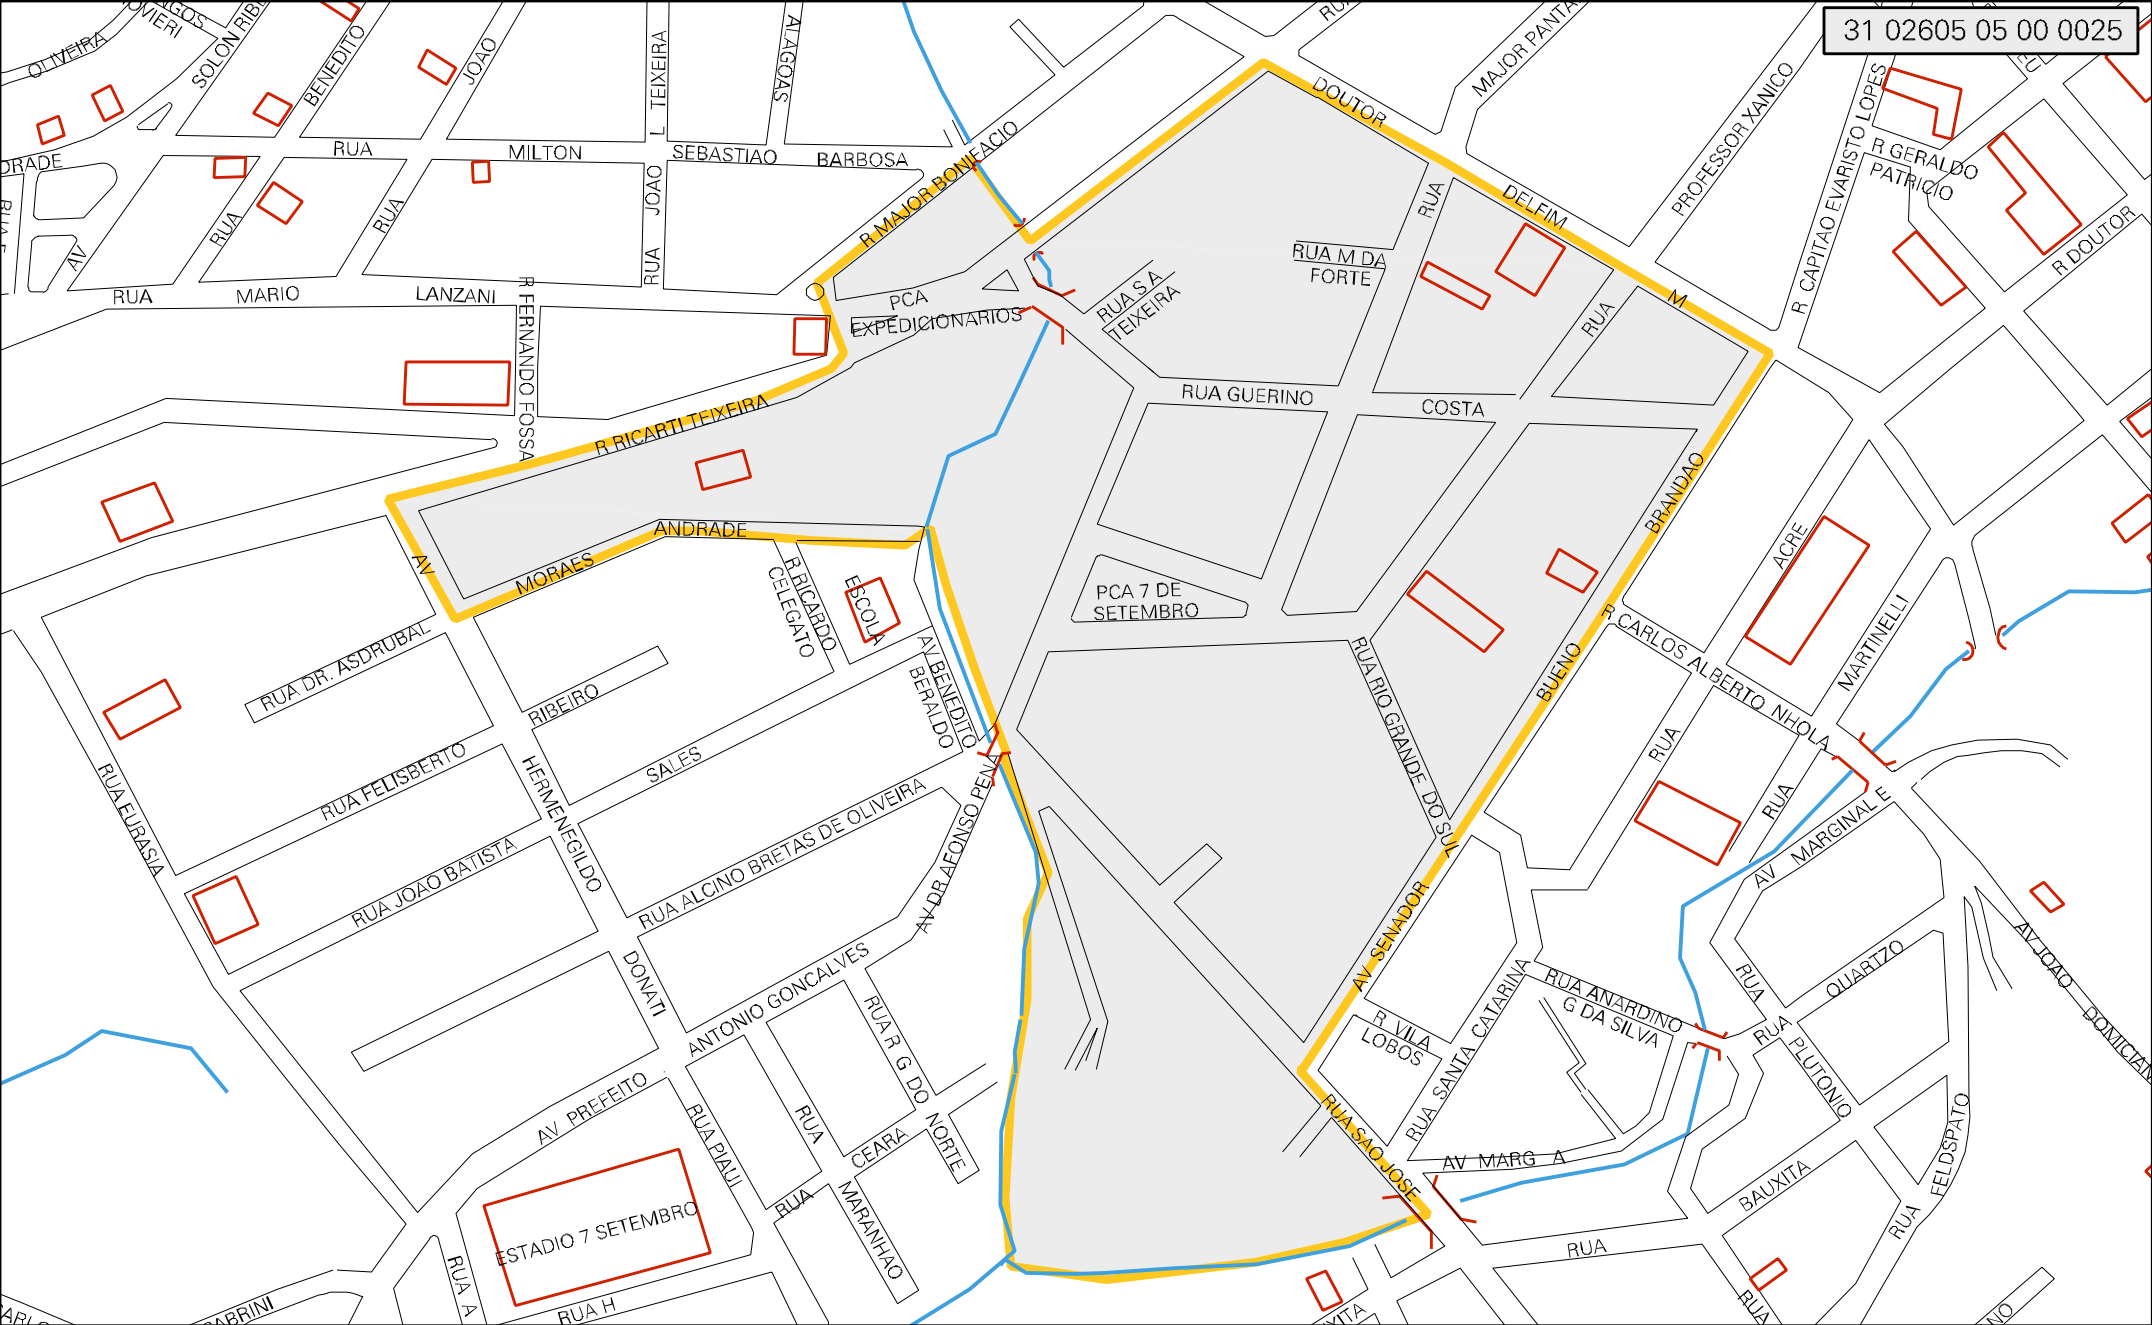 31 02605 05 00 0025
OLIVEIRA
SOLON RIB
BENEDITO
JOAO
L TEIXEIRA
ALAGOAS
MAJOR PANTA
DOUTOR
PROFESSOR XANICO
R CAPITAO EVARISTO LOPES
R GERALDO
PATRICIO
R DOUTOR
RUA
MILTON
SEBASTIAO
BARBOSA
R MAJOR BONIFACIO
DELFIM
M
RUA
RUA
AV
JOAO
RUA
RUA
MARIO
LANZANI
R FERNANDO FOSSA
PCA
EXPEDICIONARIOS
RUA S A
TEIXEIRA
RUA M DA
FORTE
RUA
RUA
RUA GUERINO
COSTA
R RICARTI TEIXEIRA
BRANDAO
ANDRADE
MORAES
AV
R RICARDO
CELEGATO
ESCOLA
PCA 7 DE
SETEMBRO
ACRE
R CARLOS ALBERTO NHOLA
MARTINELLI
RUA DR. ASDRUBAL
RIBEIRO
AV BENEDITO
BERALDO
RUA RIO GRANDE DO SUL
BUENO
RUA
RUA
RUA EURASIA
RUA FELISBERTO
SALES
HERMENEGILDO
RUA ALCINO BRETAS DE OLIVEIRA
AV DR AFONSO PENA
AV MARGINAL E
RUA JOAO BATISTA
AV SENADOR
DONATI
ANTONIO GONCALVES
RUA R G DO NORTE
RUA ANARDINO
G DA SILVA
R VILA
LOBOS
RUA SANTA CATARINA
RUA
PLUTONIO
QUARTZO
RUA
AV JOAO
DOMICIAN
AV PREFEITO
RUA PIAUI
RUA
CEARA
RUA
MARANHAO
RUA SAO JOSE
AV MARG A
BAUXITA
FELDSPATO
RUA
RUA
ESTADIO 7 SETEMBRO
RUA A
RUA H
RUA